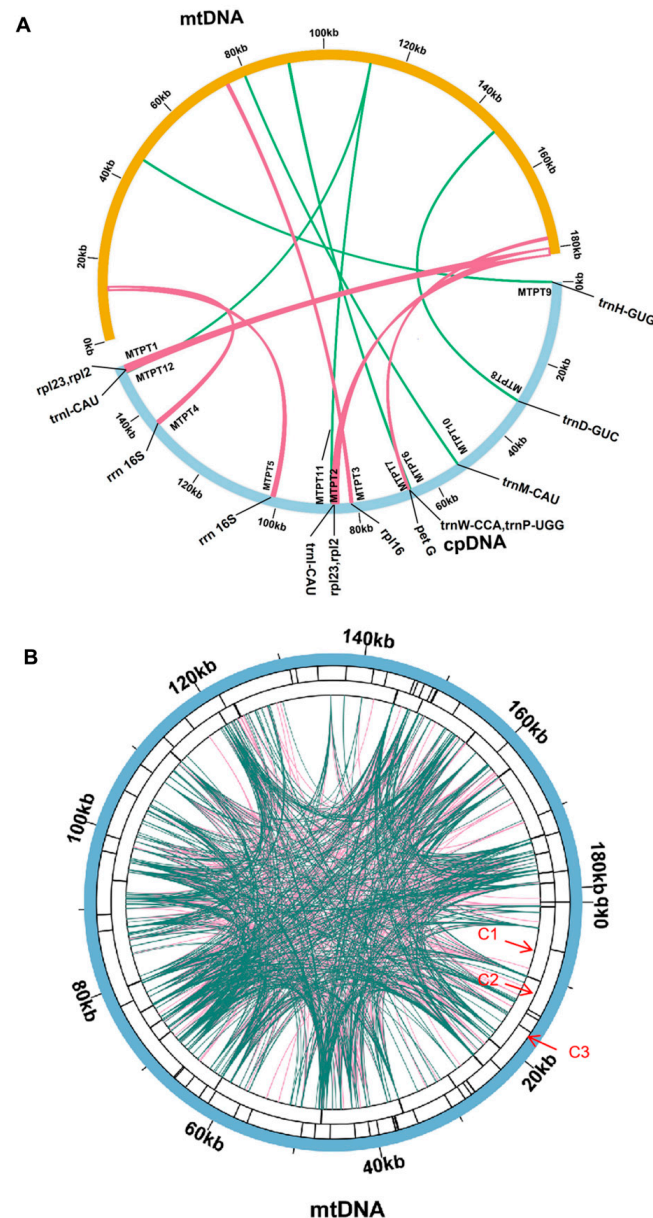 A
mtDNA
0kb
20kb
40kb
60kb
80kb
100kb
120kb
140kb
160kb
180kb
0kb
20kb
40kb
60kb
80kb
100kb
120kb
140kb
MTPT9
trnH-GUG
MTPT8
trnD-GUC
MTPT10
trnM-CAU
MTPT6
MTPT7
trnW-CCA,trnP-UGG
pet G
cpDNA
MTPT3
rpl16
MTPT2
rpl23,rpl2
MTPT11
trnI-CAU
MTPT5
rrn 16S
MTPT4
rrn 16S
MTPT1
MTPT12
rpl23,rpl2
trnI-CAU
B
140kb
160kb
180kb
0kb
20kb
40kb
60kb
80kb
100kb
120kb
C1
C2
C3
mtDNA